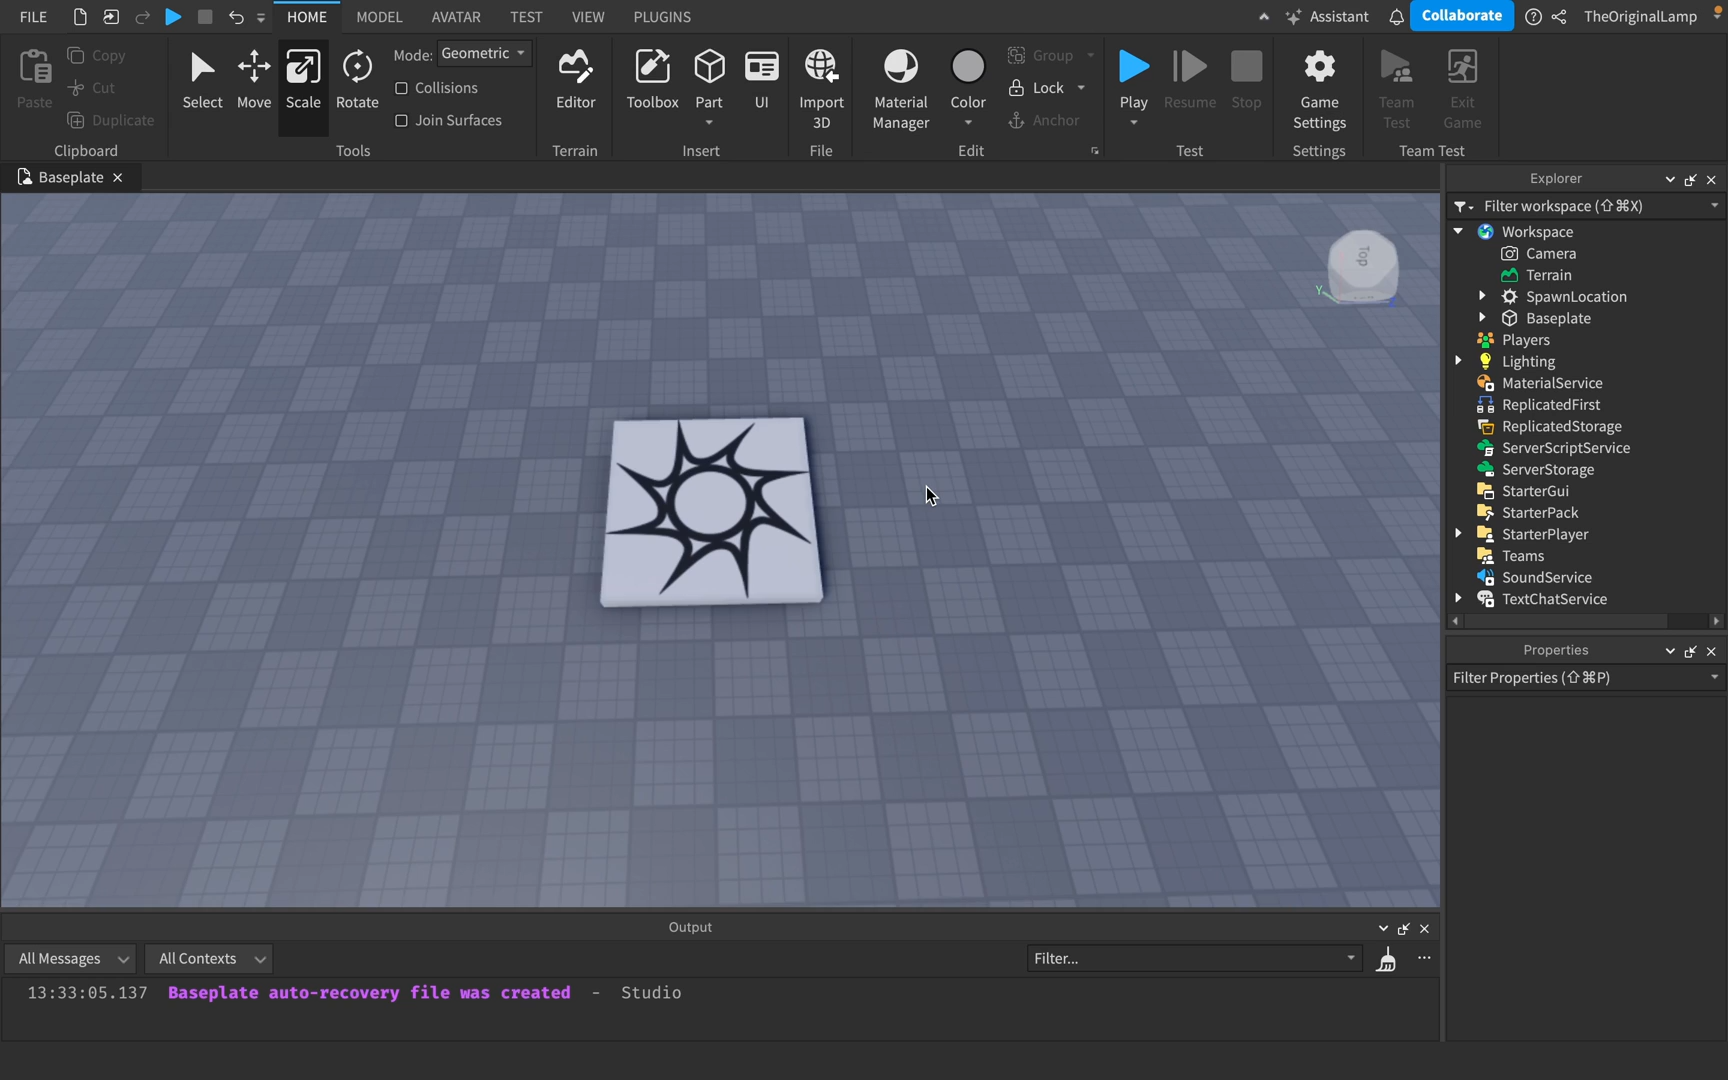 FILE HOME MODEL AVATAR TEST VIEW PLUGINS Assistant Collaborate TheOriginalLamp
Paste Copy Cut Duplicate
Clipboard
Select Move Scale Rotate
Mode: Geometric
Collisions
Join Surfaces
Tools
Editor
Terrain
Toolbox Part UI
Insert
Import
3D
File
Material
Manager
Color
Group
Lock
Anchor
Edit
Play Resume Stop
Test
Game
Settings
Settings
Team
Test
Exit
Game
Team Test
Baseplate
Top
Y
Explorer
Filter workspace (⇧⌘X)
Workspace
Camera
Terrain
SpawnLocation
Baseplate
Players
Lighting
MaterialService
ReplicatedFirst
ReplicatedStorage
ServerScriptService
ServerStorage
StarterGui
StarterPack
StarterPlayer
Teams
SoundService
TextChatService
Properties
Filter Properties (⇧⌘P)
Output
All Messages All Contexts Filter...
13:33:05.137 Baseplate auto-recovery file was created - Studio